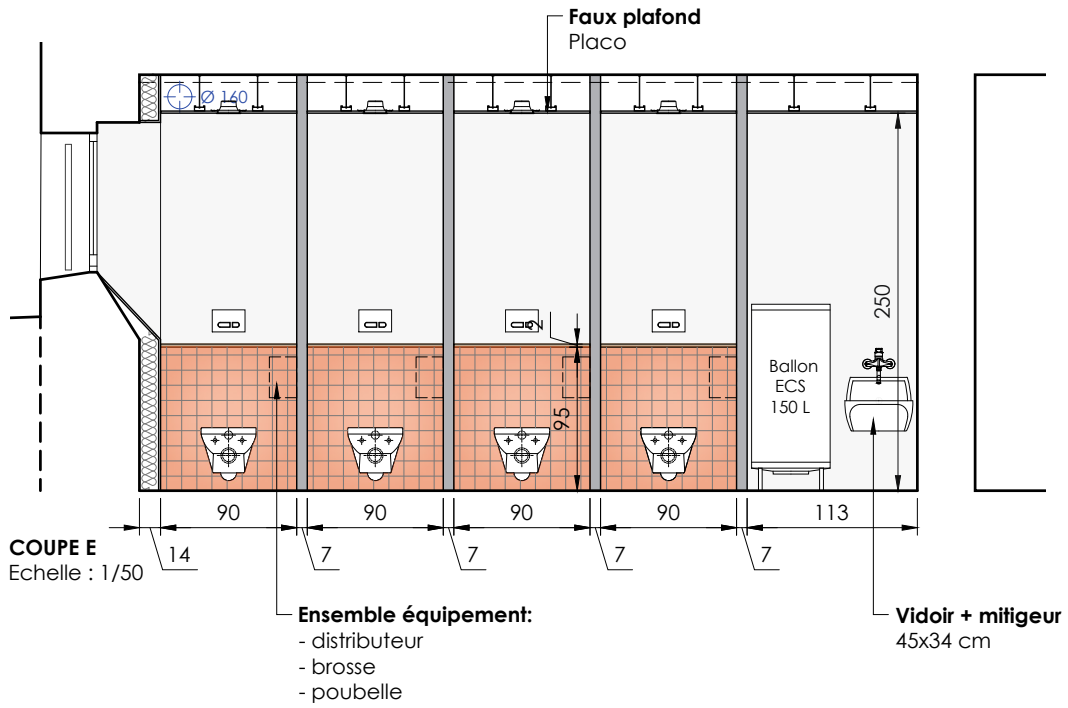 Faux plafond
Placo
Ø 160
250
2
95
Ballon
ECS
150 L
90
90
90
90
113
14
7
7
7
7
COUPE E
Echelle : 1/50
Ensemble équipement:
- distributeur
- brosse
- poubelle
Vidoir + mitigeur
45x34 cm